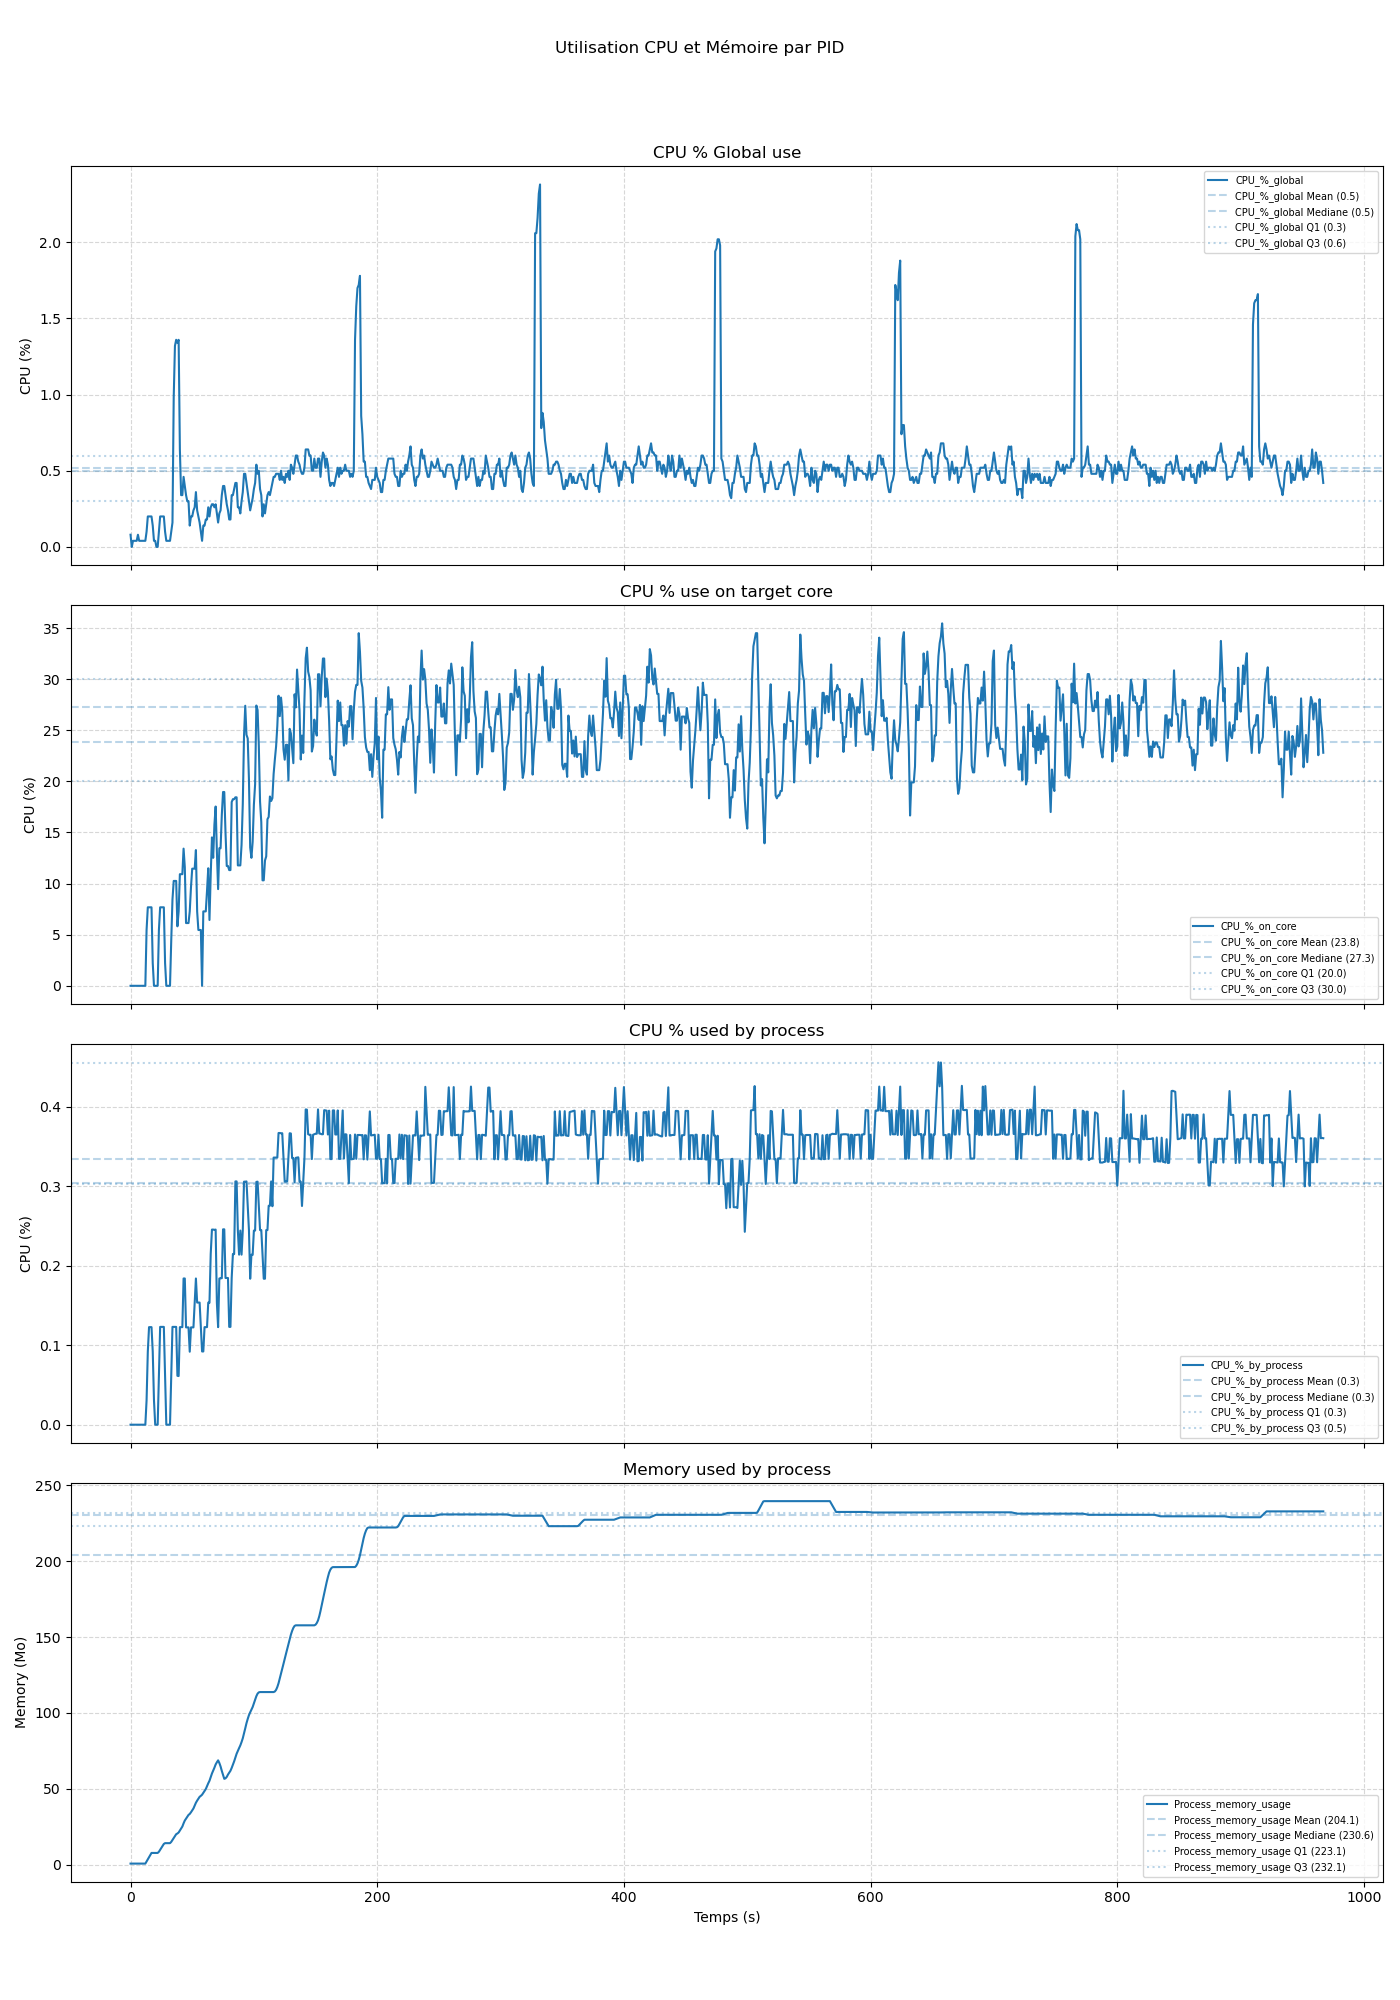 Utilisation CPU et Mémoire par PID
CPU % Global use
CPU (%)
2.0
1.5
1.0
0.5
0.0
CPU_%_global
CPU_%_global Mean (0.5)
CPU_%_global Mediane (0.5)
CPU_%_global Q1 (0.3)
CPU_%_global Q3 (0.6)
CPU % use on target core
CPU (%)
35
30
25
20
15
10
5
0
CPU_%_on_core
CPU_%_on_core Mean (23.8)
CPU_%_on_core Mediane (27.3)
CPU_%_on_core Q1 (20.0)
CPU_%_on_core Q3 (30.0)
CPU % used by process
CPU (%)
0.4
0.3
0.2
0.1
0.0
CPU_%_by_process
CPU_%_by_process Mean (0.3)
CPU_%_by_process Mediane (0.3)
CPU_%_by_process Q1 (0.3)
CPU_%_by_process Q3 (0.5)
Memory used by process
Memory (Mo)
250
200
150
100
50
0
Process_memory_usage
Process_memory_usage Mean (204.1)
Process_memory_usage Mediane (230.6)
Process_memory_usage Q1 (223.1)
Process_memory_usage Q3 (232.1)
0 200 400 600 800 1000
Temps (s)